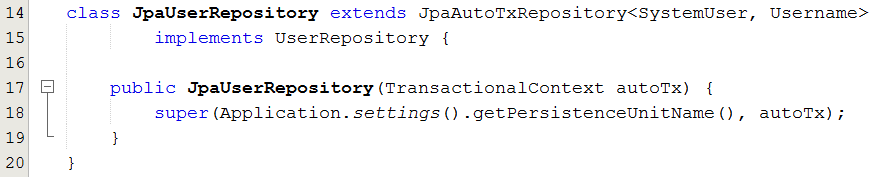 14 class JpaUserRepository extends JpaAutoTxRepository<SystemUser, Username>
15         implements UserRepository {
16
17     public JpaUserRepository(TransactionalContext autoTx) {
18         super(Application.settings().getPersistenceUnitName(), autoTx);
19     }
20 }